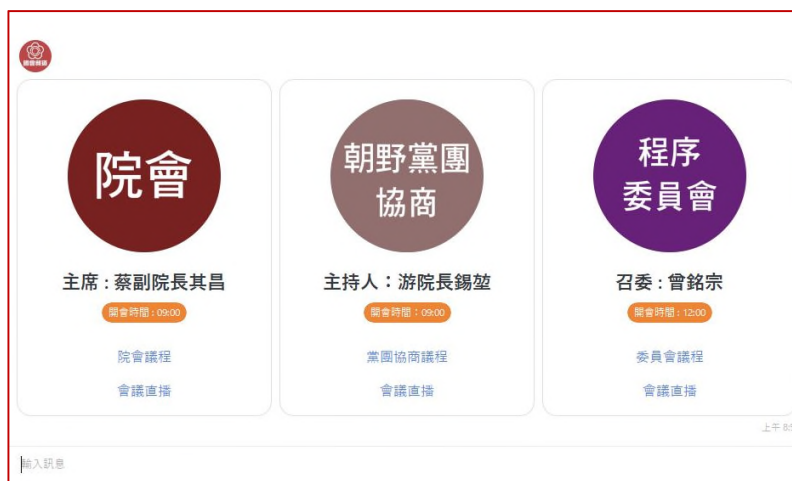 院會
主席 : 蔡副院長其昌
開會時間 : 09:00
院會議程
會議直播
朝野黨團
協商
主持人：游院長錫堃
開會時間：09:00
黨團協商議程
會議直播
程序
委員會
召委 : 曾銘宗
開會時間 : 12:00
委員會議程
會議直播
上午
輸入訊息